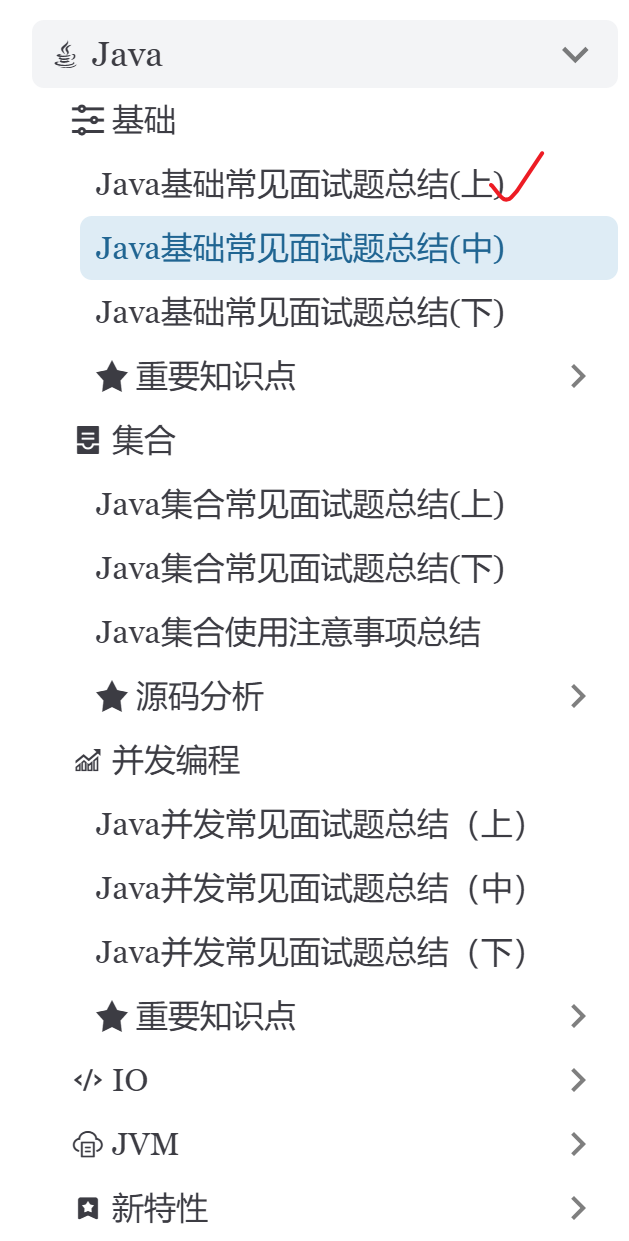 Java
基础
Java基础常见面试题总结(上)
Java基础常见面试题总结(中)
Java基础常见面试题总结(下)
重要知识点
集合
Java集合常见面试题总结(上)
Java集合常见面试题总结(下)
Java集合使用注意事项总结
源码分析
并发编程
Java并发常见面试题总结（上）
Java并发常见面试题总结（中）
Java并发常见面试题总结（下）
重要知识点
IO
JVM
新特性